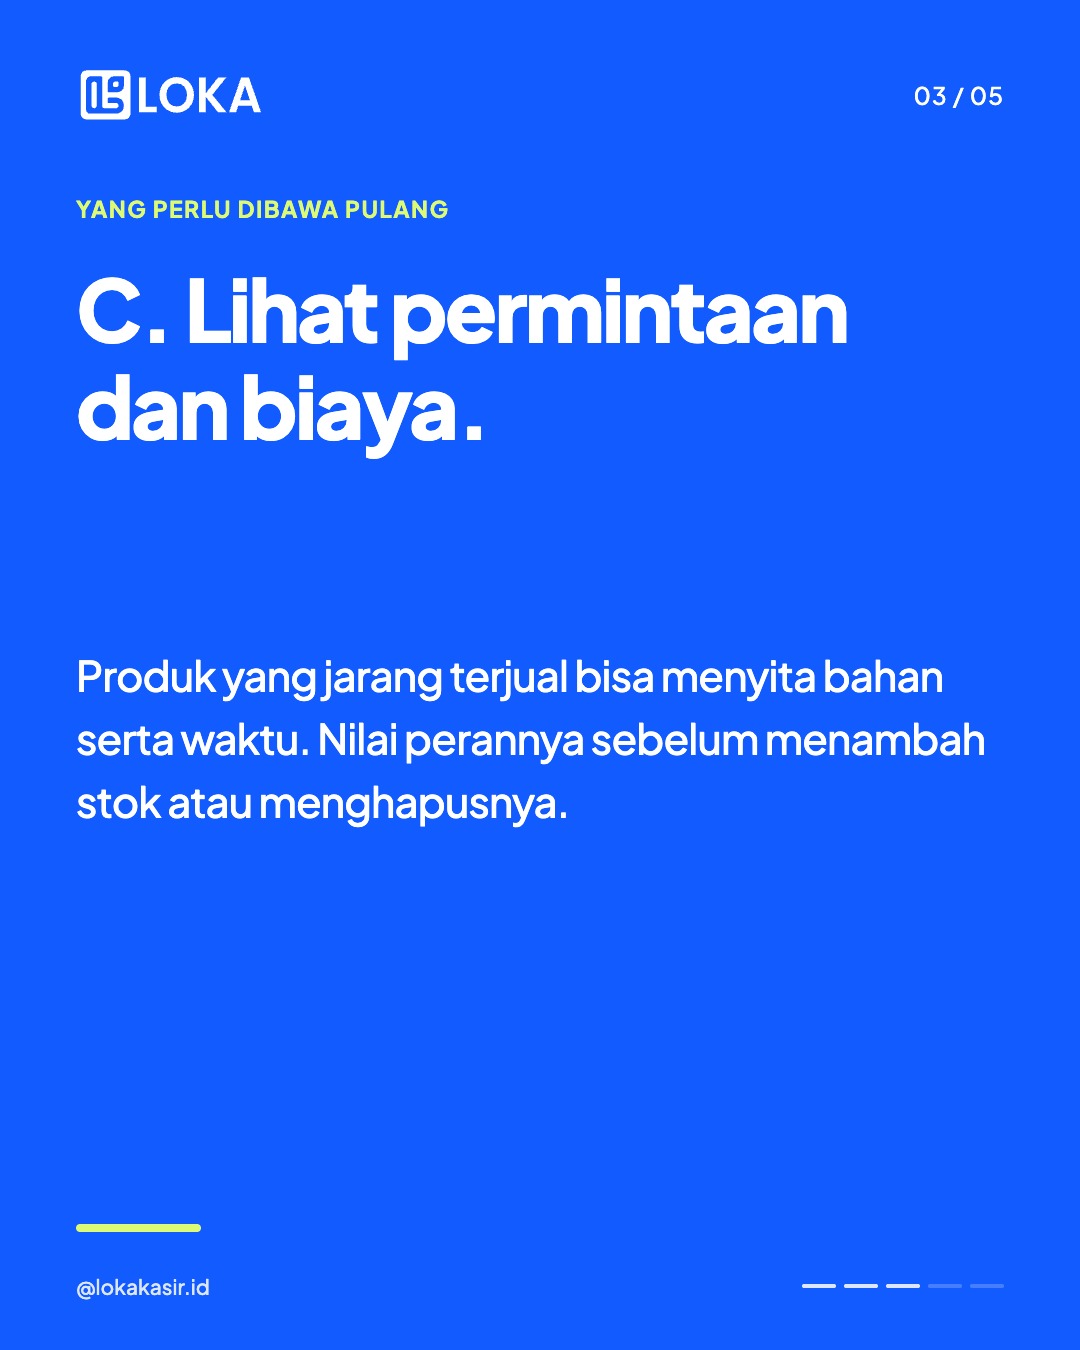 LOKA
03 / 05
YANG PERLU DIBAWA PULANG
C. Lihat permintaan
dan biaya.
Produk yang jarang terjual bisa menyita bahan
serta waktu. Nilai perannya sebelum menambah
stok atau menghapusnya.
@lokakasir.id